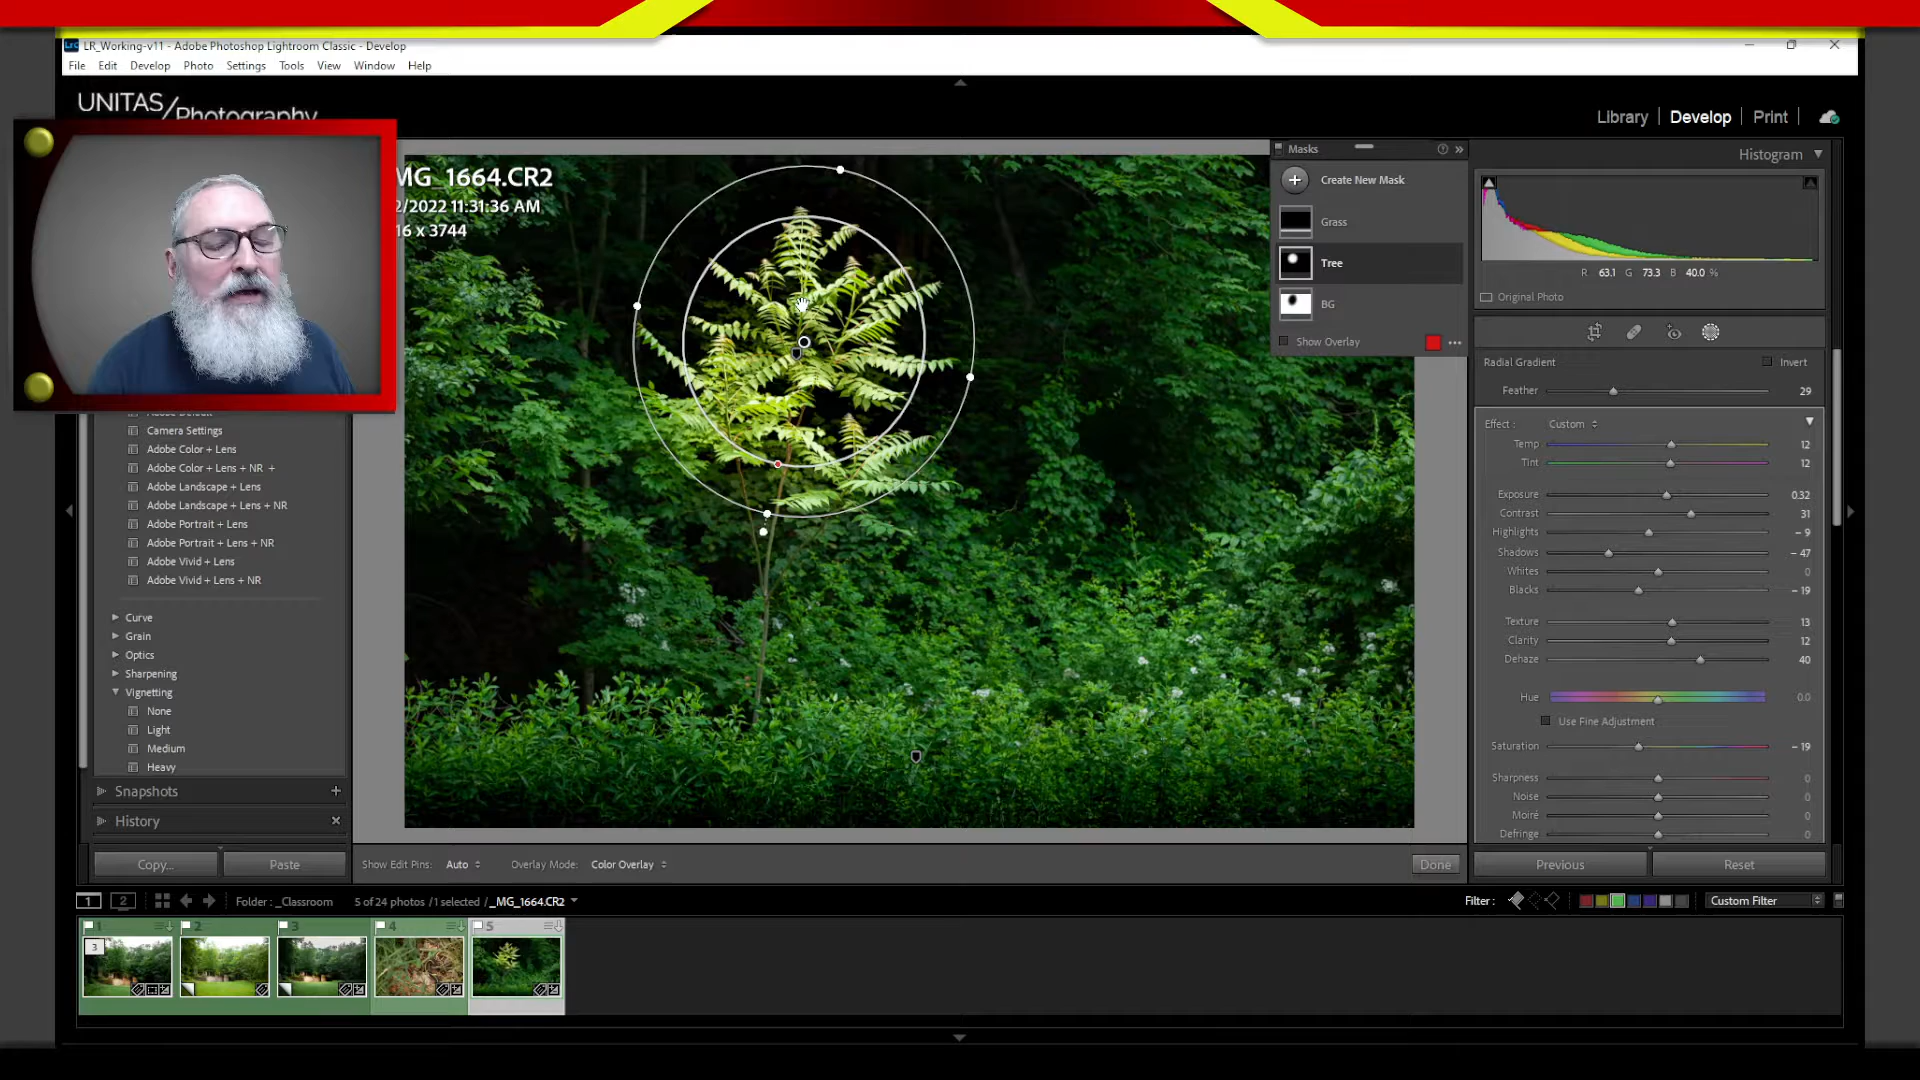 LR_Working-v11 - Adobe Photoshop Lightroom Classic - Develop
File Edit Develop Photo Settings Tools View Window Help
UNITAS/Photography
Library | Develop | Print |
MG_1664.CR2
2/2022 11:31:36 AM
16 x 3744
Masks
Create New Mask
Grass
Tree
BG
Show Overlay
Histogram
R 63.1 G 73.3 B 40.0 %
Original Photo
Radial Gradient Invert
Feather 29
Effect : Custom
Temp 12
Tint 12
Exposure 0.32
Contrast 31
Highlights – 9
Shadows – 47
Whites 0
Blacks – 19
Texture 13
Clarity 12
Dehaze 40
Hue 0.0
Use Fine Adjustment
Saturation – 19
Sharpness 0
Noise 0
Moiré 0
Defringe 0
Previous Reset
Camera Settings
Adobe Color + Lens
Adobe Color + Lens + NR +
Adobe Landscape + Lens
Adobe Landscape + Lens + NR
Adobe Portrait + Lens
Adobe Portrait + Lens + NR
Adobe Vivid + Lens
Adobe Vivid + Lens + NR
Curve
Grain
Optics
Sharpening
Vignetting
None
Light
Medium
Heavy
Snapshots +
History ×
Copy... Paste
Show Edit Pins: Auto Overlay Mode: Color Overlay Done
1 2 Folder : _Classroom 5 of 24 photos /1 selected /_MG_1664.CR2 Filter : Custom Filter
1 2 3 4 5
3